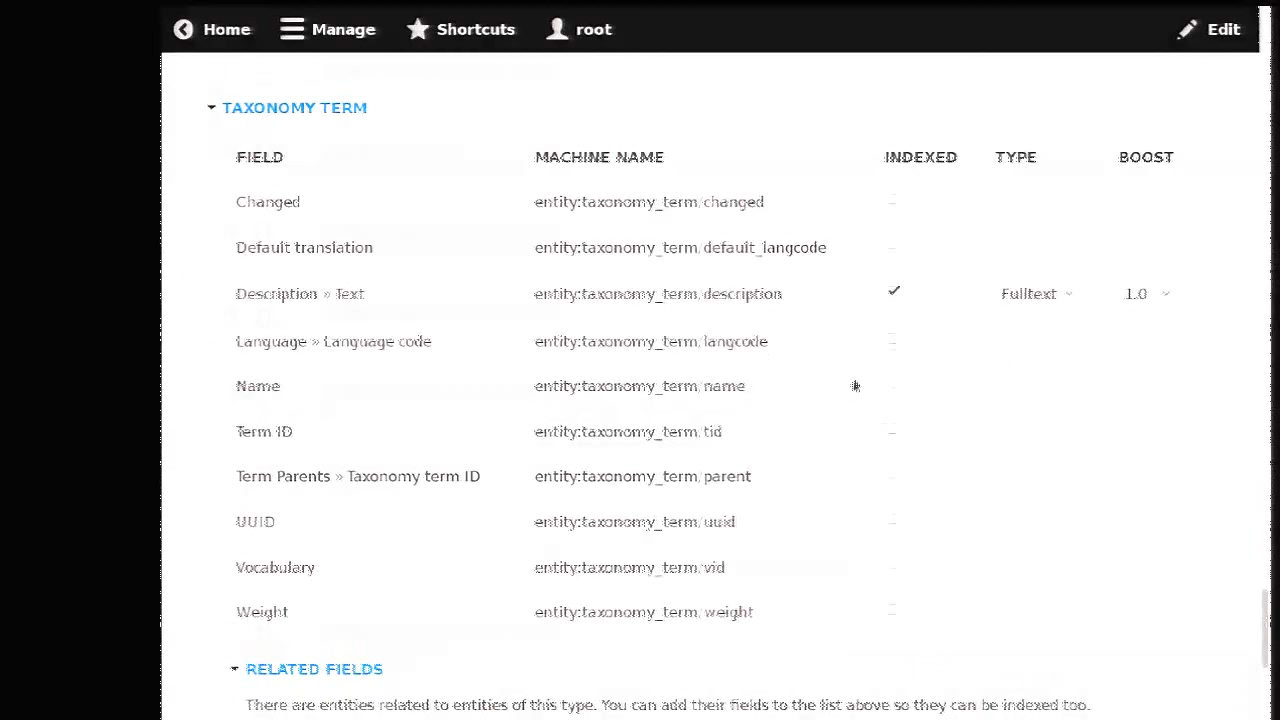 Home Manage Shortcuts root Edit
TAXONOMY TERM
FIELD MACHINE NAME INDEXED TYPE BOOST
Changed entity:taxonomy_term/changed
Default translation entity:taxonomy_term/default_langcode
Description » Text entity:taxonomy_term/description Fulltext 1.0
Language » Language code entity:taxonomy_term/langcode
Name entity:taxonomy_term/name
Term ID entity:taxonomy_term/tid
Term Parents » Taxonomy term ID entity:taxonomy_term/parent
UUID entity:taxonomy_term/uuid
Vocabulary entity:taxonomy_term/vid
Weight entity:taxonomy_term/weight
RELATED FIELDS
There are entities related to entities of this type. You can add their fields to the list above so they can be indexed too.